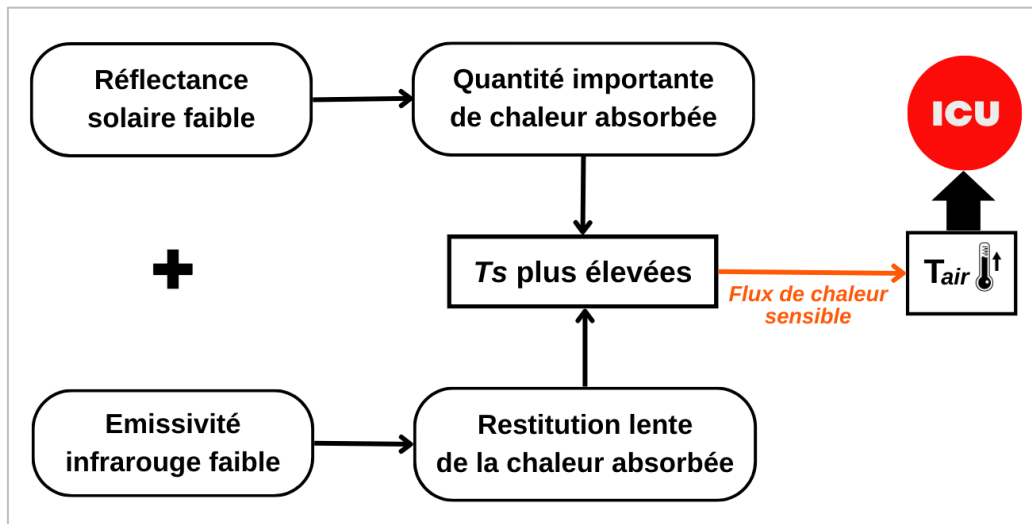 Réflectance
solaire faible
Quantité importante
de chaleur absorbée
ICU
Ts plus élevées
Flux de chaleur
sensible
Tair
Emissivité
infrarouge faible
Restitution lente
de la chaleur absorbée